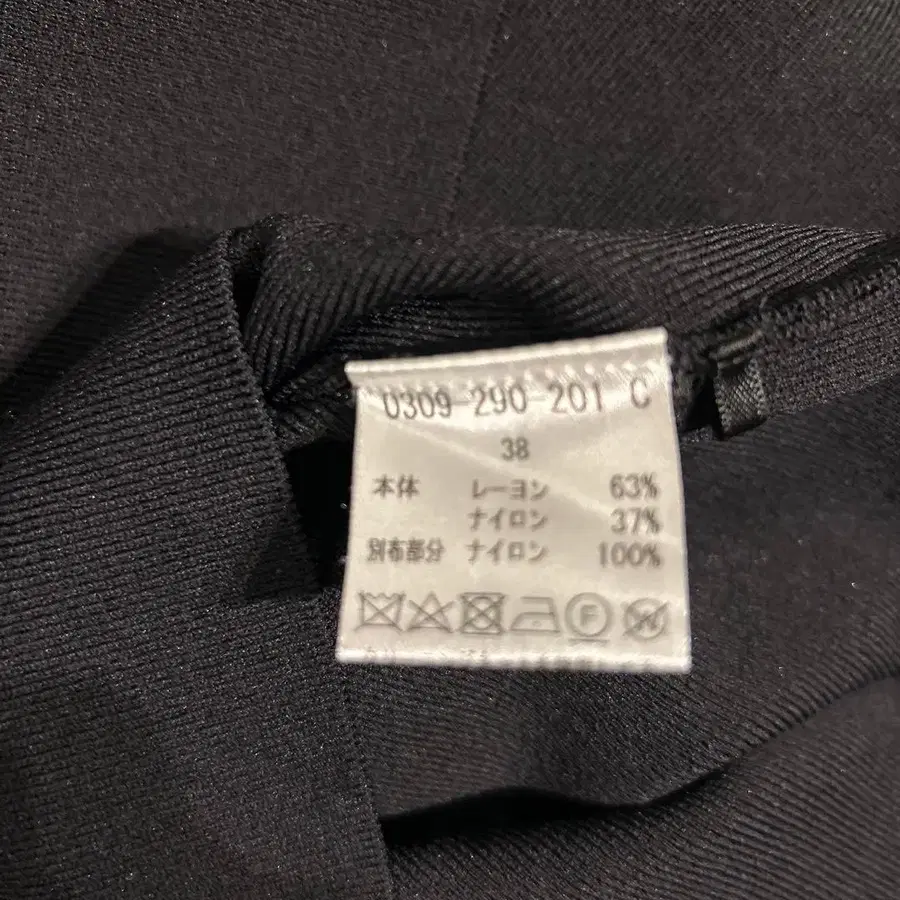 0309-290-201 C
38
本体 レーヨン 63%
ナイロン 37%
別布部分 ナイロン 100%
F W